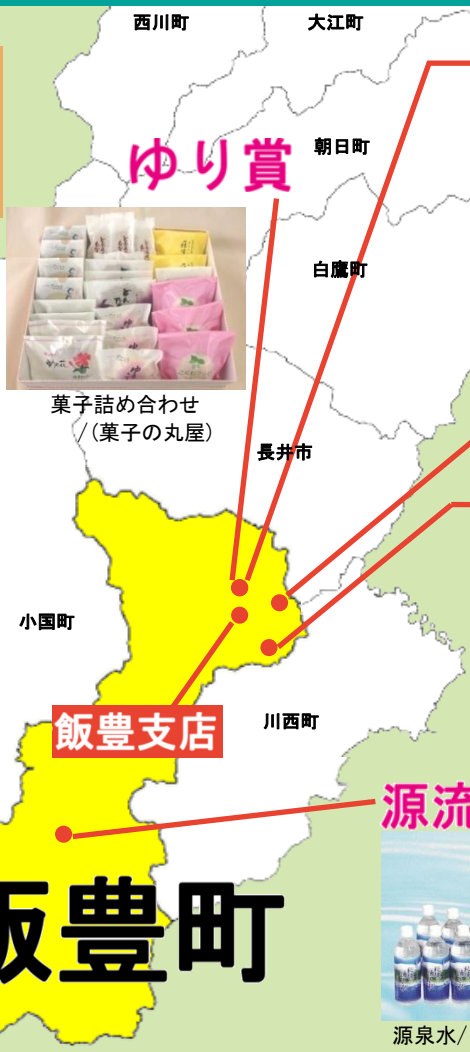 西川町
大江町
朝日町
ゆり賞
白鷹町
菓子詰め合わせ
/(菓子の丸屋)
長井市
小国町
飯豊支店
川西町
源流
飯豊町
源泉水/